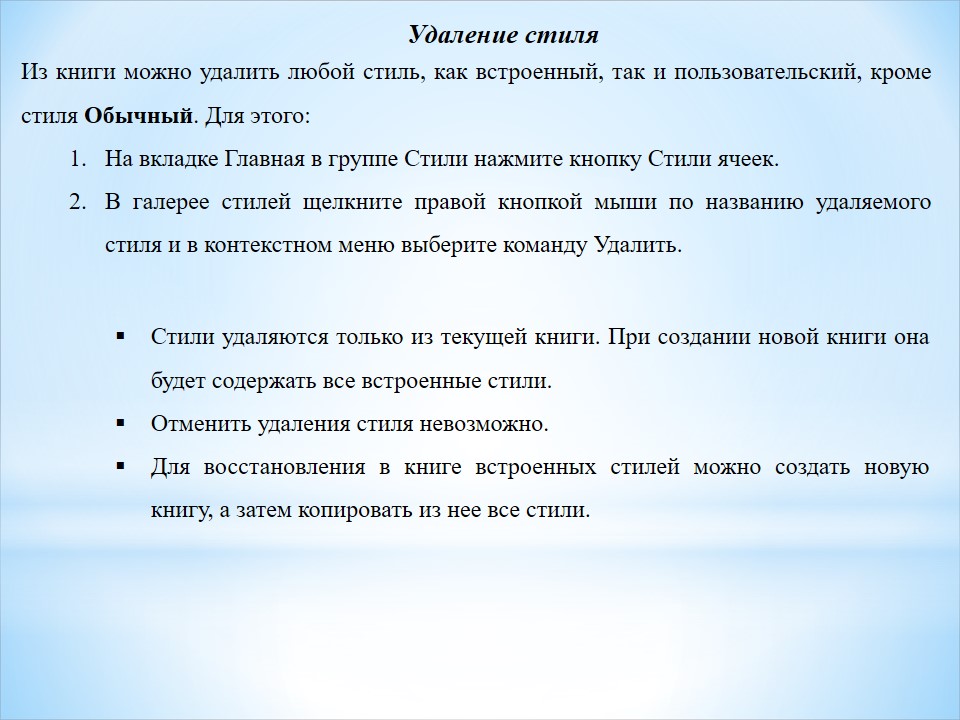 Удаление стиля
Из книги можно удалить любой стиль, как встроенный, так и пользовательский, кроме
стиля Обычный. Для этого:
1. На вкладке Главная в группе Стили нажмите кнопку Стили ячеек.
2. В галерее стилей щелкните правой кнопкой мыши по названию удаляемого
стиля и в контекстном меню выберите команду Удалить.
▪ Стили удаляются только из текущей книги. При создании новой книги она
будет содержать все встроенные стили.
▪ Отменить удаления стиля невозможно.
▪ Для восстановления в книге встроенных стилей можно создать новую
книгу, а затем копировать из нее все стили.